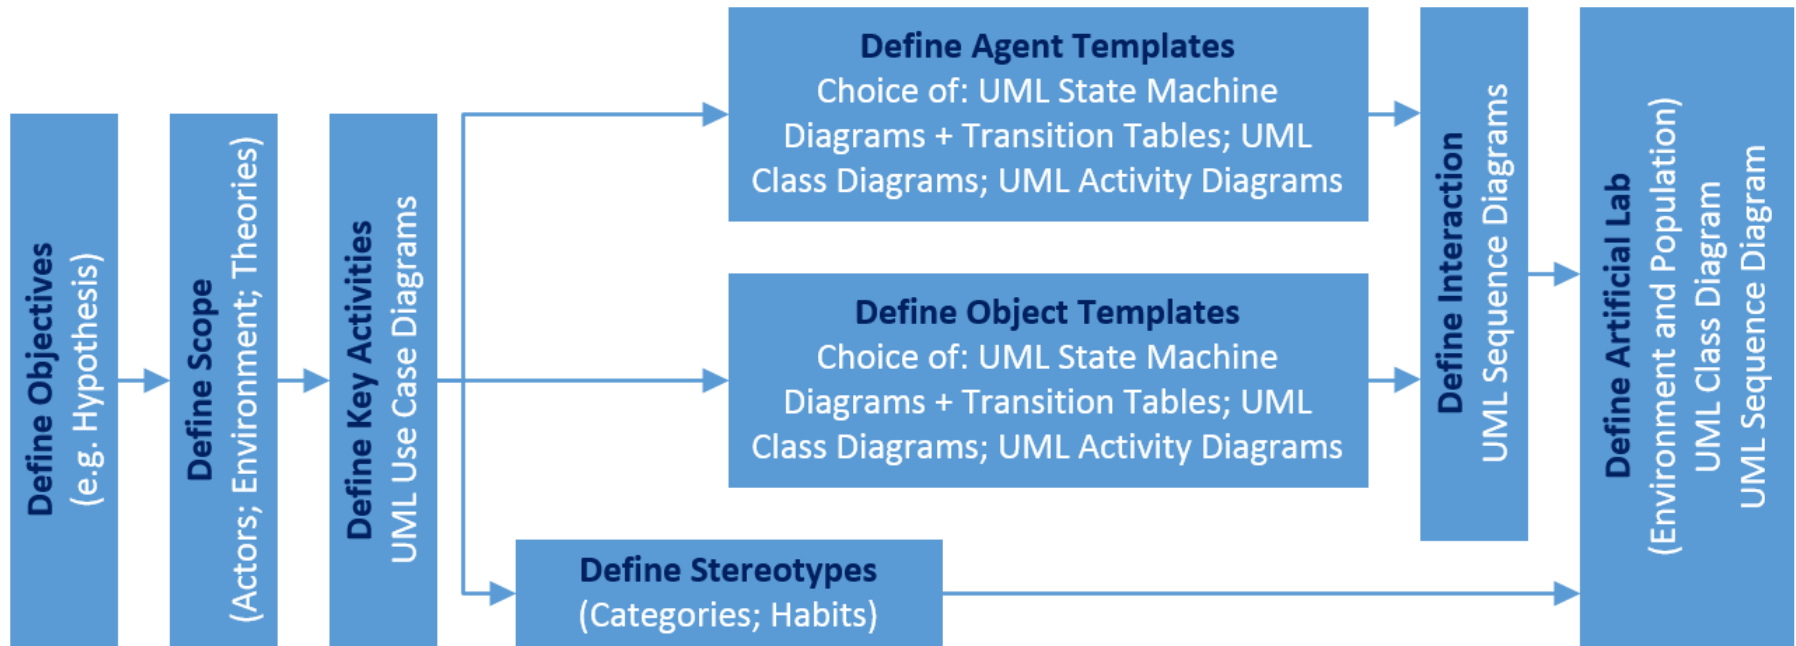 Define Objectives
(e.g. Hypothesis)
Define Scope
(Actors; Environment; Theories)
Define Key Activities
UML Use Case Diagrams
Define Agent Templates
Choice of: UML State Machine
Diagrams + Transition Tables; UML
Class Diagrams; UML Activity Diagrams
Define Object Templates
Choice of: UML State Machine
Diagrams + Transition Tables; UML
Class Diagrams; UML Activity Diagrams
Define Stereotypes
(Categories; Habits)
Define Interaction
UML Sequence Diagrams
Define Artificial Lab
(Environment and Population)
UML Class Diagram
UML Sequence Diagram